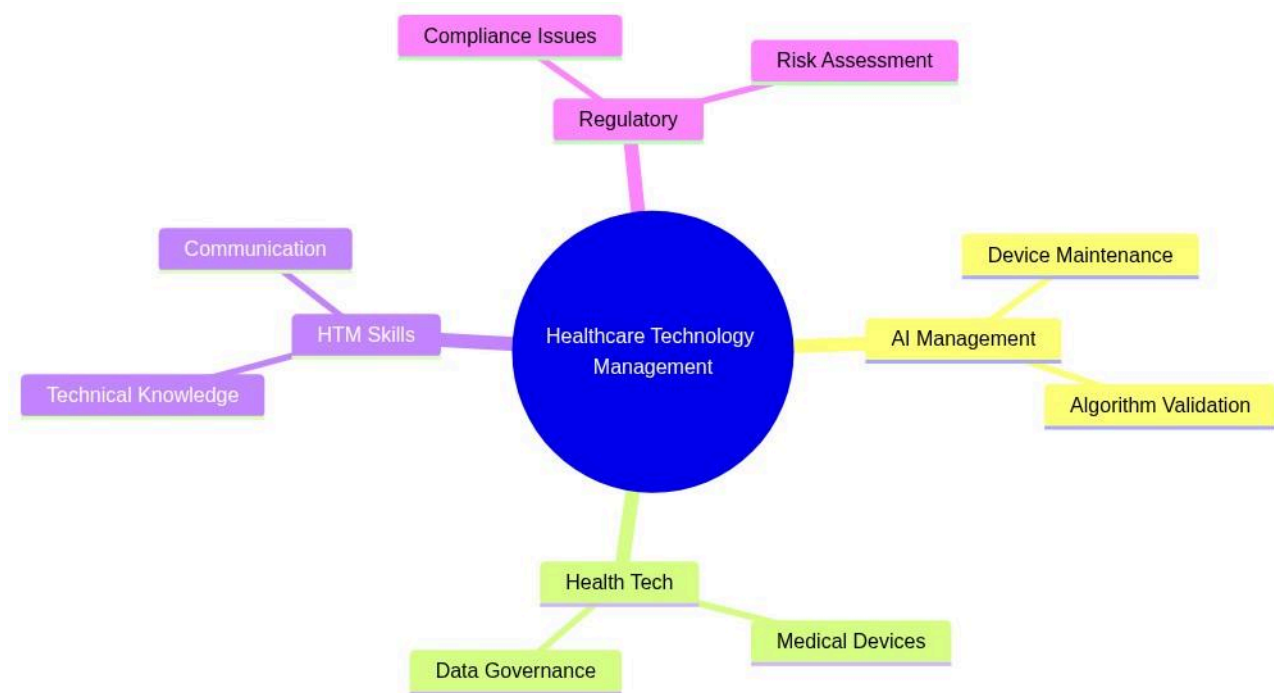 Compliance Issues
Risk Assessment
Regulatory
Communication
HTM Skills
Technical Knowledge
Healthcare Technology
Management
Device Maintenance
AI Management
Algorithm Validation
Health Tech
Medical Devices
Data Governance